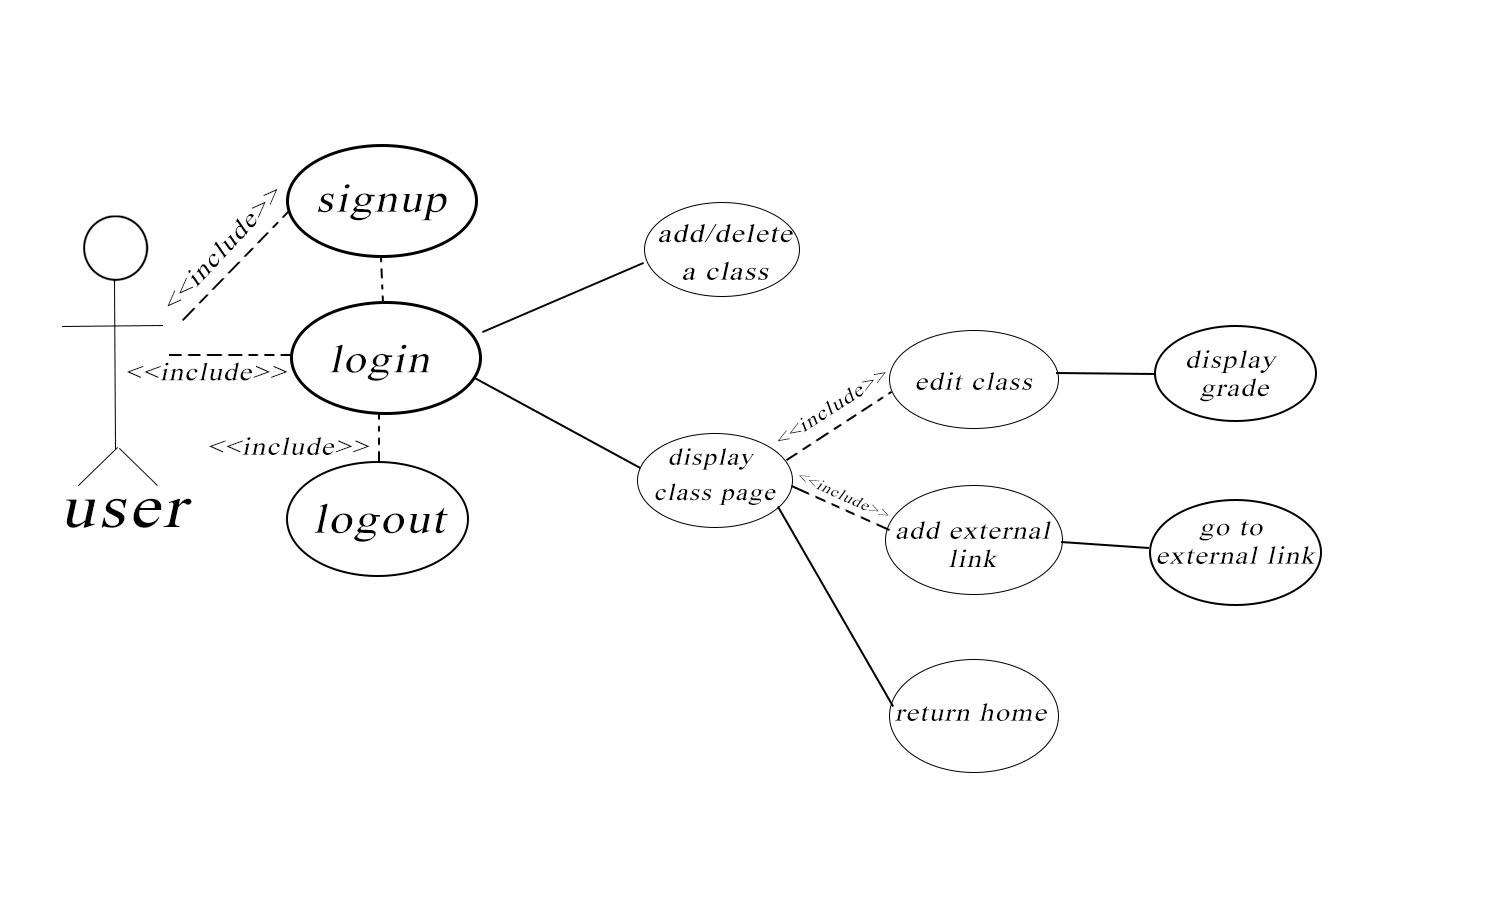 signup
<<include>>
add/delete
a class
login
<<include>>
<<include>>
logout
user
display
class page
<<include>>
edit class
display
grade
<<include>>
add external
link
go to
external link
return home